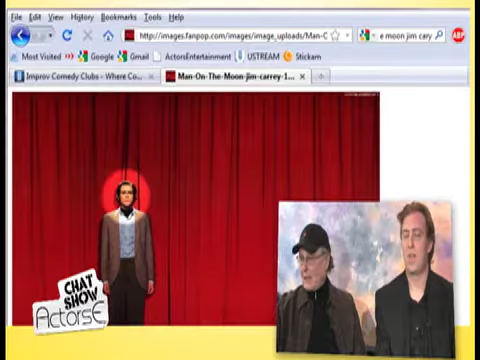 File Edit View History Bookmarks Tools Help
http://images.fanpop.com/images/image_uploads/Man-O
e moon jim cary
ABP
Most Visited Google Gmail ActorsEntertainment USTREAM Stickam
Improv Comedy Clubs - Where Co...
Man-On-The-Moon-jim-carrey-1...
CHAT
SHOW
ActorsE